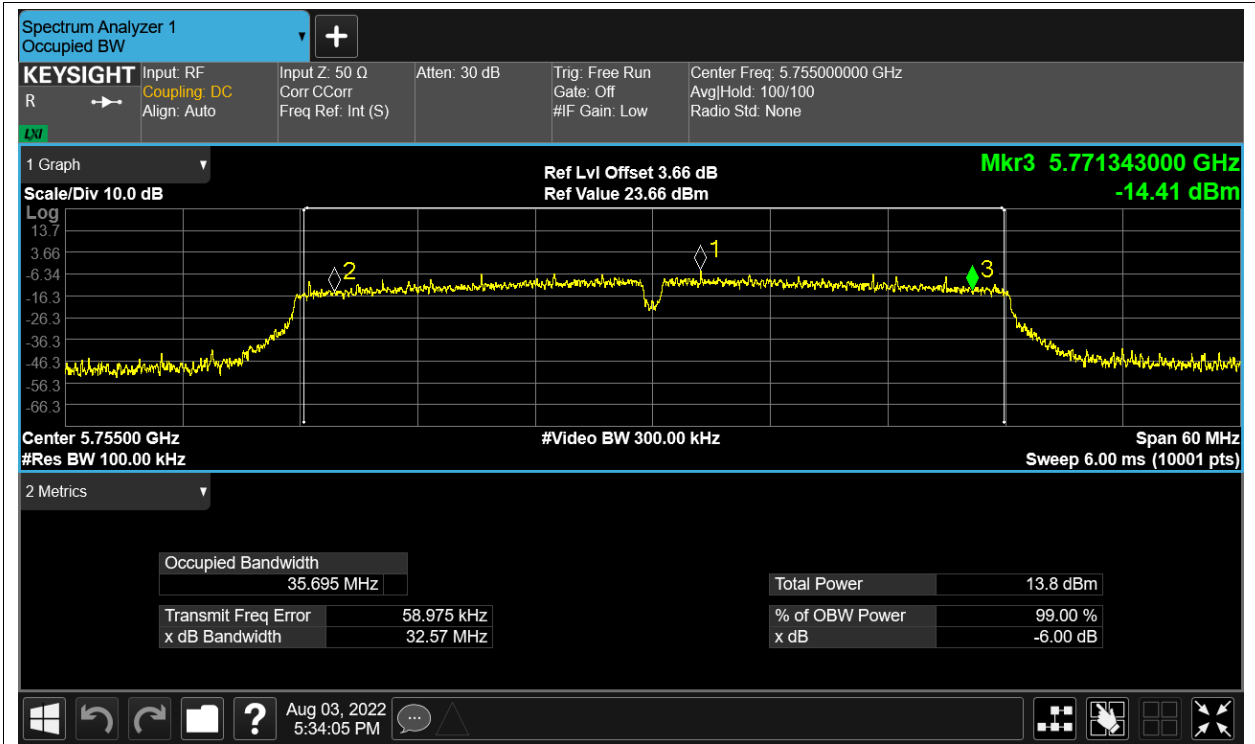 Spectrum Analyzer 1
Occupied BW
KEYSIGHT
R
LXI
Input: RF
Coupling: DC
Align: Auto
Input Z: 50 Ω
Corr CCorr
Freq Ref: Int (S)
Atten: 30 dB
Trig: Free Run
Gate: Off
#IF Gain: Low
Center Freq: 5.755000000 GHz
Avg|Hold: 100/100
Radio Std: None
1 Graph
Scale/Div 10.0 dB
Ref Lvl Offset 3.66 dB
Ref Value 23.66 dBm
Mkr3 5.771343000 GHz
-14.41 dBm
Log
13.7
3.66
-6.34
-16.3
-26.3
-36.3
-46.3
-56.3
-66.3
1
2
3
Center 5.75500 GHz
#Res BW 100.00 kHz
#Video BW 300.00 kHz
Span 60 MHz
Sweep 6.00 ms (10001 pts)
2 Metrics
Occupied Bandwidth
35.695 MHz
Transmit Freq Error 58.975 kHz
x dB Bandwidth 32.57 MHz
Total Power 13.8 dBm
% of OBW Power 99.00 %
x dB -6.00 dB
?
Aug 03, 2022
5:34:05 PM